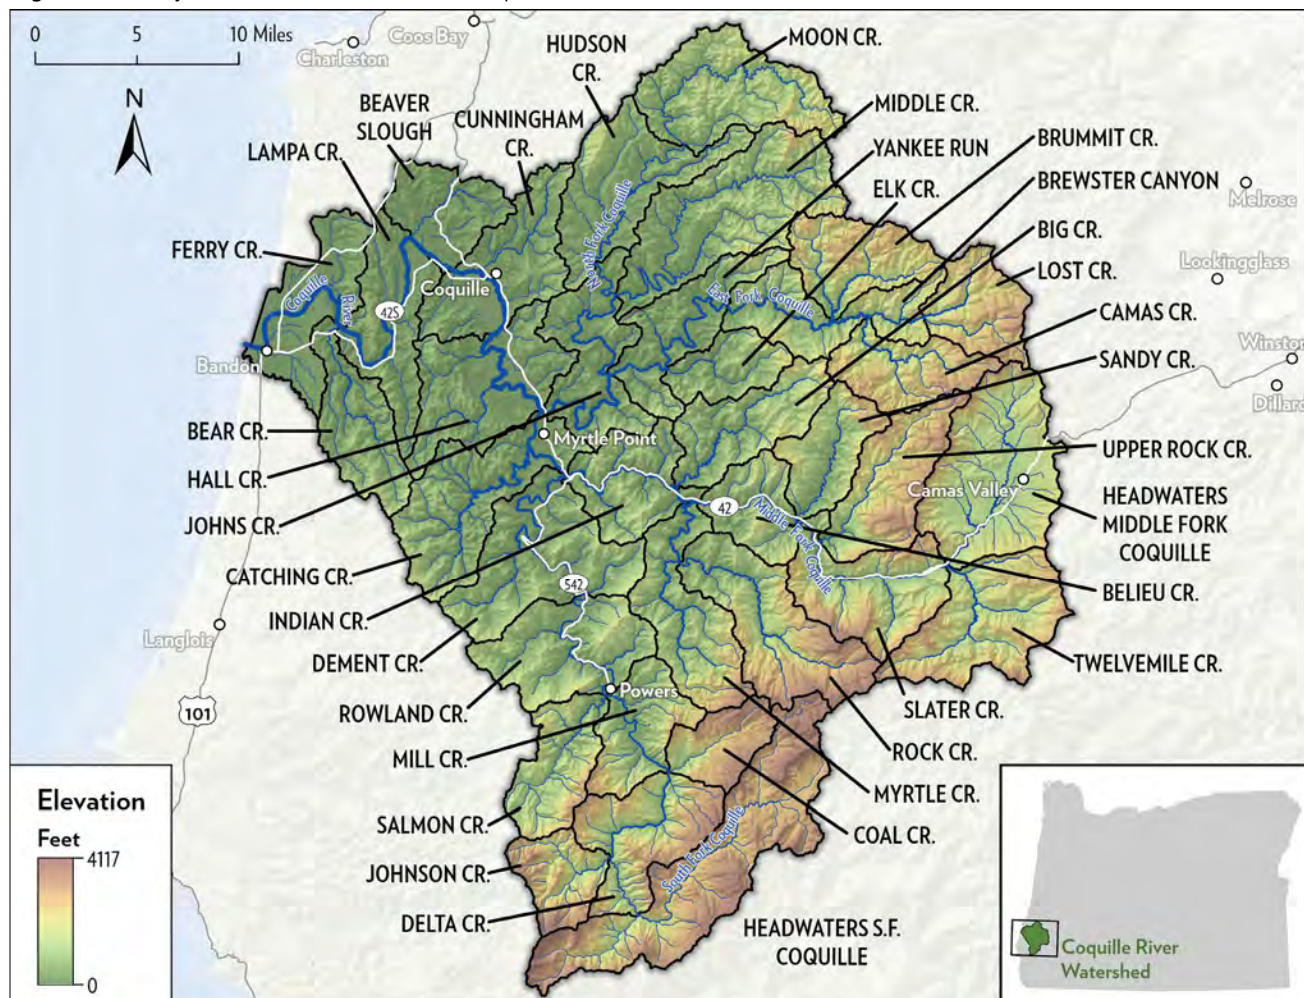 0 5 10 Miles
Coos Bay
Charleston
N
HUDSON
CR.
MOON CR.
BEAVER
SLOUGH
CUNNINGHAM
CR.
MIDDLE CR.
LAMPA CR.
YANKEE RUN
BRUMMIT CR.
ELK CR.
BREWSTER CANYON
Melrose
FERRY CR.
North Fork Coquille
BIG CR.
LOST CR.
Lookingglass
Coquille
River
Coquille
42S
East Fork Coquille
CAMAS CR.
SANDY CR.
Winston
Bandon
Dillard
BEAR CR.
Myrtle Point
UPPER ROCK CR.
HALL CR.
Camas Valley
HEADWATERS
MIDDLE FORK
COQUILLE
JOHNS CR.
42
Middle Fork
Coquille
CATCHING CR.
542
BELIEU CR.
INDIAN CR.
Langlois
DEMENT CR.
TWELVEMILE CR.
Powers
ROWLAND CR.
SLATER CR.
101
MILL CR.
ROCK CR.
MYRTLE CR.
SALMON CR.
COAL CR.
South Fork Coquille
JOHNSON CR.
DELTA CR.
HEADWATERS S.F.
COQUILLE
Elevation
Feet
4117
0
Coquille River
Watershed